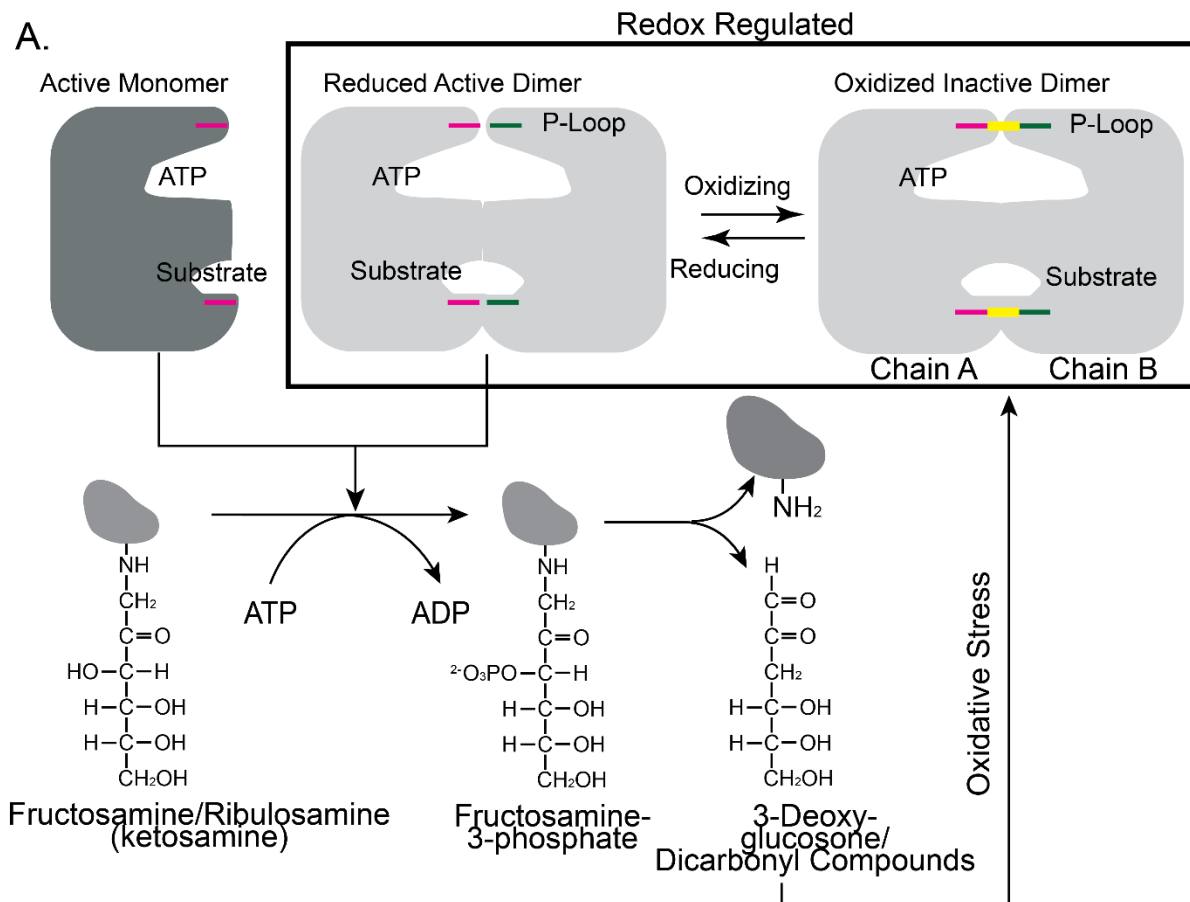 A.
Redox Regulated
Active Monomer
Reduced Active Dimer
Oxidized Inactive Dimer
P-Loop
P-Loop
ATP
ATP
ATP
Oxidizing
Reducing
Substrate
Substrate
Substrate
Chain A
Chain B
NH
CH₂
C=O
HO–C–H
H–C–OH
H–C–OH
CH₂OH
Fructosamine/Ribulosamine
(ketosamine)
ATP
ADP
NH
CH₂
C=O
²⁻O₃PO–C–H
H–C–OH
H–C–OH
CH₂OH
Fructosamine-
3-phosphate
NH₂
H
C=O
C=O
CH₂
H–C–OH
H–C–OH
CH₂OH
3-Deoxy-
glucosone/
Dicarbonyl Compounds
Oxidative Stress